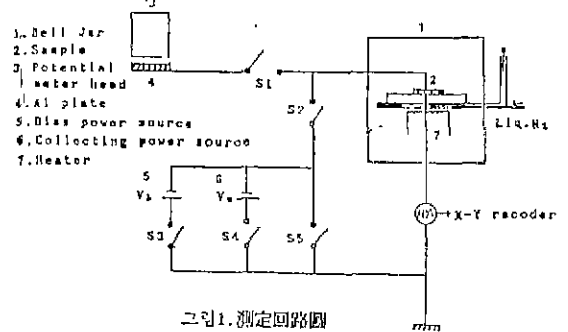 3
1. Bell Jar
2. Sample
3 Potential
meter head
4. Al plate
5. Bias power source
6. Collecting power source
7. Heater
4
S1
S2
1
2
7
Liq.N2
5
6
Vb
S3
S4
S5
X-Y recoder
그림1. 測定回路圖